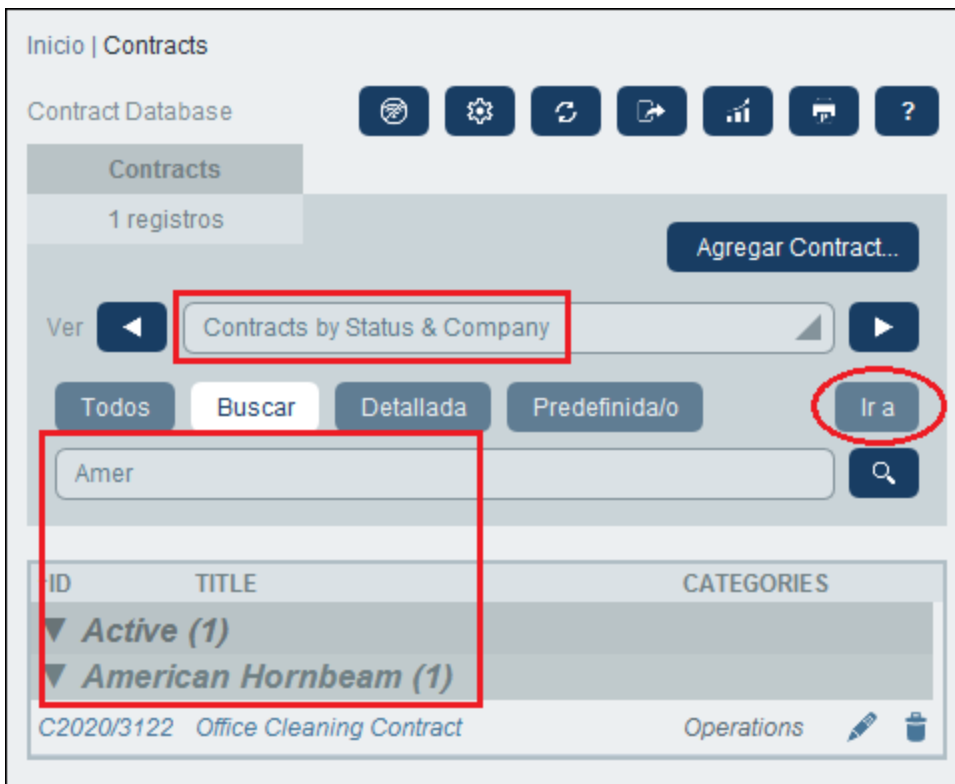 Inicio | Contracts
Contract Database
?
Contracts
1 registros
Agregar Contract...
Ver
Contracts by Status & Company
Todos Buscar Detallada Predefinida/o Ir a
Amer
ID TITLE CATEGORIES
Active (1)
American Hornbeam (1)
C2020/3122 Office Cleaning Contract Operations